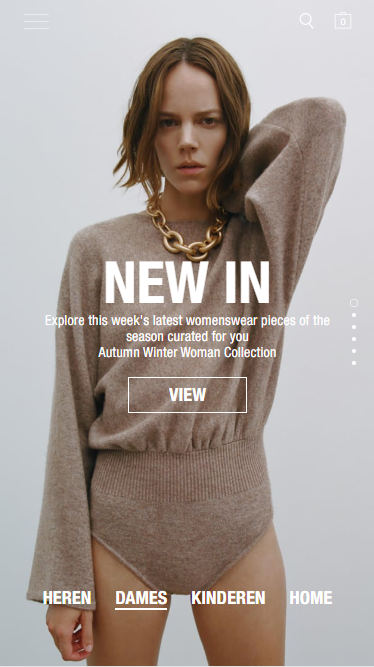 0
NEW IN
Explore this week's latest womenswear pieces of the
season curated for you
Autumn Winter Woman Collection
VIEW
HEREN DAMES KINDEREN HOME